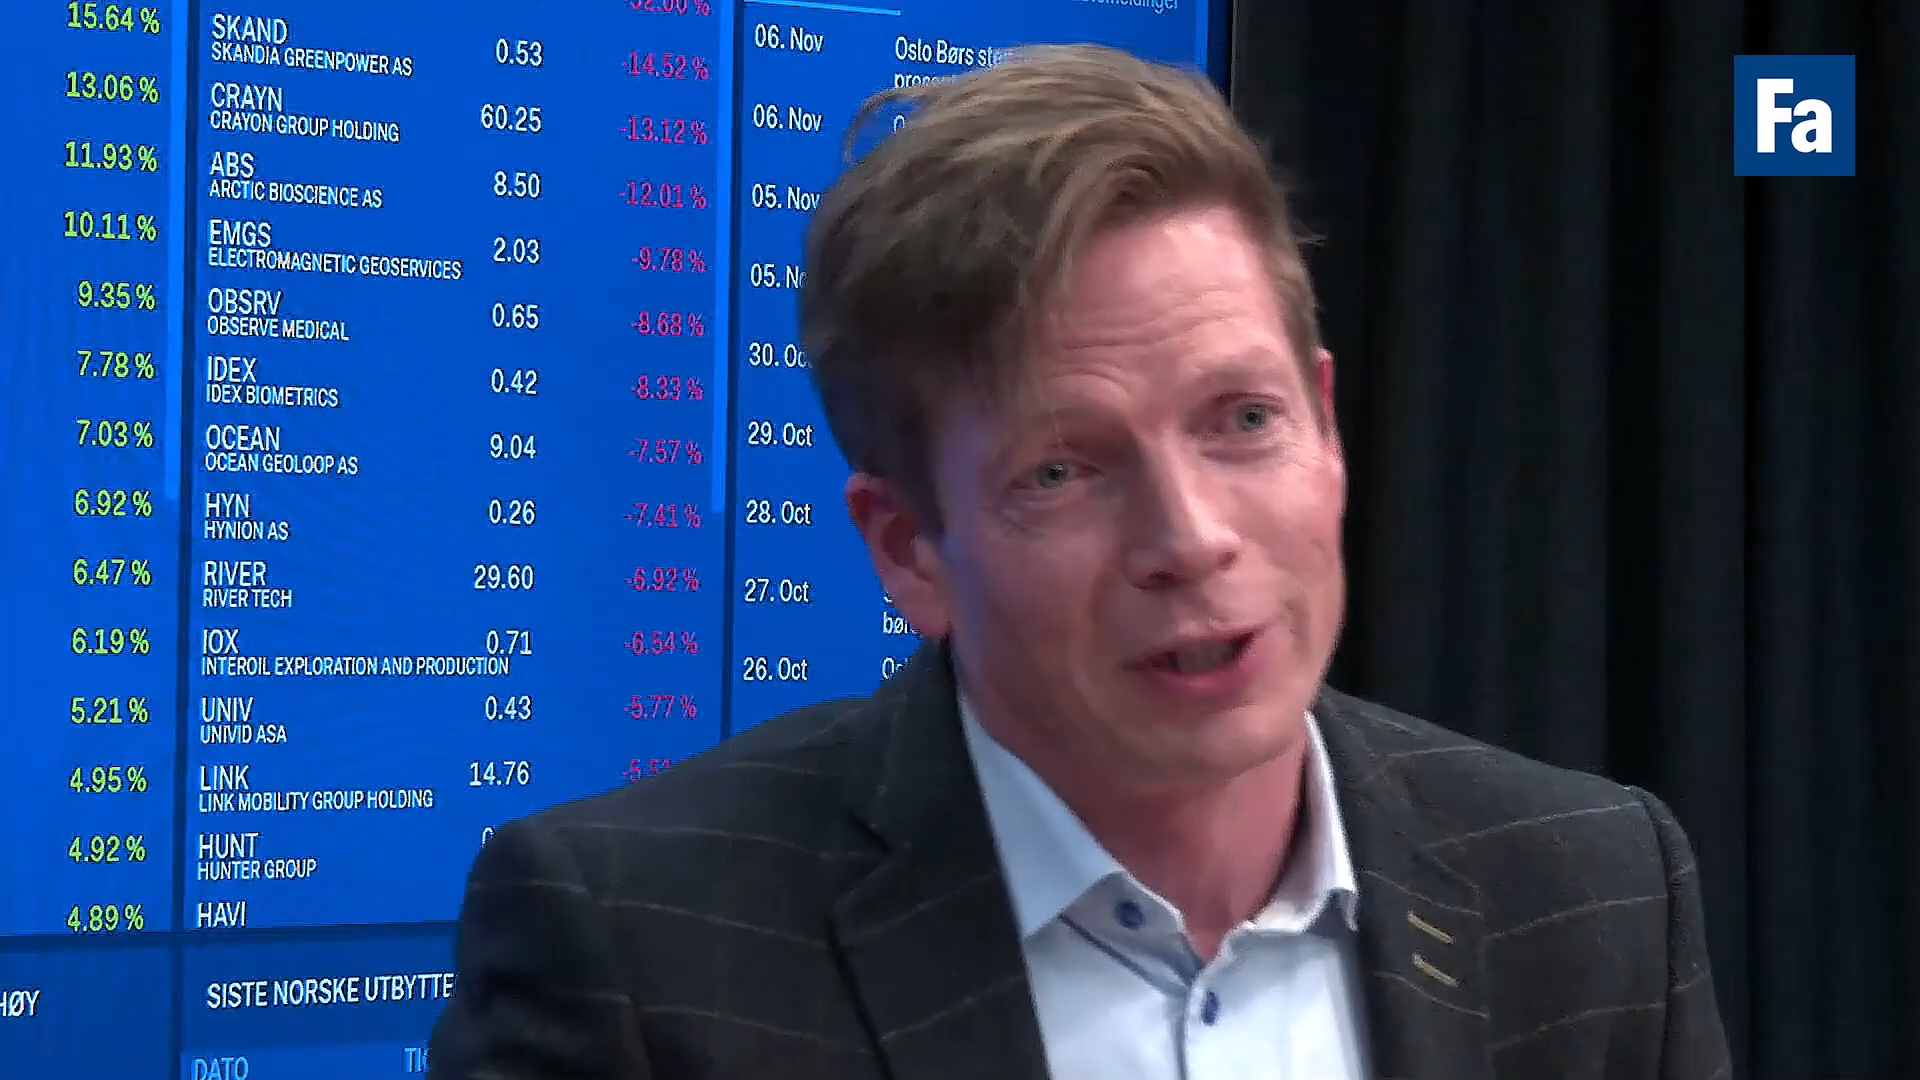 15.64 %
13.06 %
11.93 %
10.11 %
9.35 %
7.78 %
7.03 %
6.92 %
6.47 %
6.19 %
5.21 %
4.95 %
4.92 %
4.89 %
HØY
SKAND 0.53 -14.52 %
SKANDIA GREENPOWER AS
CRAYN 60.25 -13.12 %
CRAYON GROUP HOLDING
ABS 8.50 -12.01 %
ARCTIC BIOSCIENCE AS
EMGS 2.03 -9.78 %
ELECTROMAGNETIC GEOSERVICES
OBSRV 0.65 -8.68 %
OBSERVE MEDICAL
IDEX 0.42 -8.33 %
IDEX BIOMETRICS
OCEAN 9.04 -7.57 %
OCEAN GEOLOOP AS
HYN 0.26 -7.41 %
HYNION AS
RIVER 29.60 -6.92 %
RIVER TECH
IOX 0.71 -6.54 %
INTEROIL EXPLORATION AND PRODUCTION
UNIV 0.43 -5.77 %
UNIVID ASA
LINK 14.76
LINK MOBILITY GROUP HOLDING
HUNT
HUNTER GROUP
HAVI
SISTE NORSKE UTBYTTE
DATO
06. Nov Oslo Børs
06. Nov
05. Nov
05.
30.
29. Oct
28. Oct
27. Oct
26. Oct
Fa